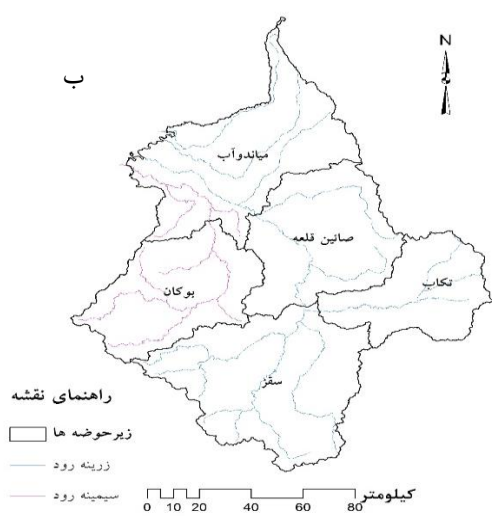 ب
N
میاندوآب
صائین قلعه
تکاب
بوکان
سقز
راهنمای نقشه
زیرحوضه ها
زرینه رود
سیمینه رود
کیلومتر
0 10 20 40 60 80